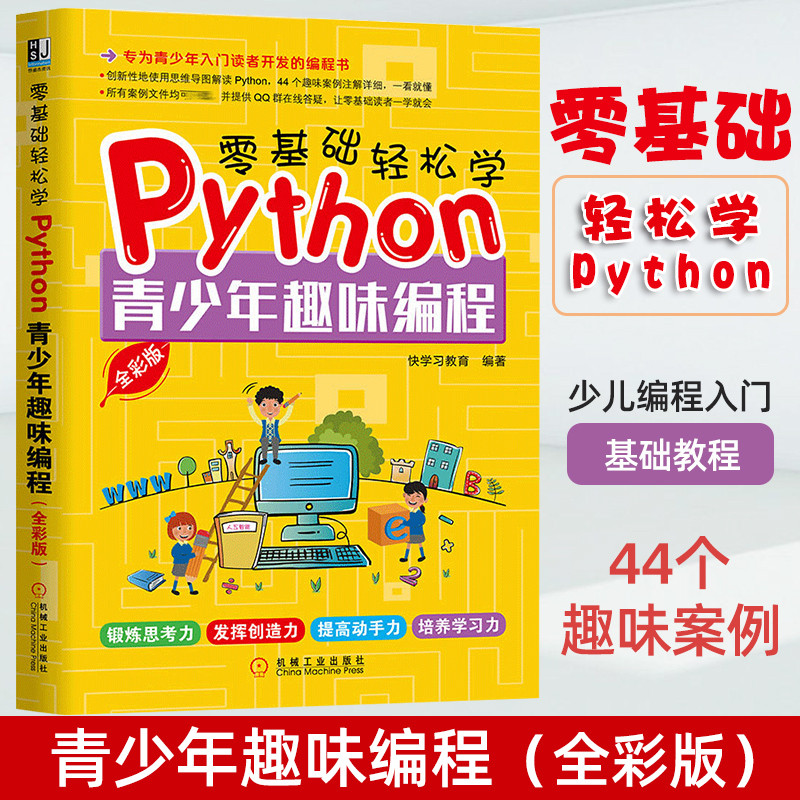 HSJ
零基础轻松学 Python 青少年趣味编程（全彩版）
机械工业出版社
China Machine Press
专为青少年入门读者开发的编程书
• 创新性地使用思维导图解读 Python，44 个趣味案例注解详细，一看就懂
• 所有案例文件均可 并提供 QQ 群在线答疑，让零基础读者一学就会
零基础轻松学
Python
青少年趣味编程
全彩版
快学习教育 编著
WWW
B
人工智能
e
2
锻炼思考力 发挥创造力 提高动手力 培养学习力
机械工业出版社
China Machine Press
零基础
轻松学
Python
少儿编程入门
基础教程
44个
趣味案例
青少年趣味编程（全彩版）